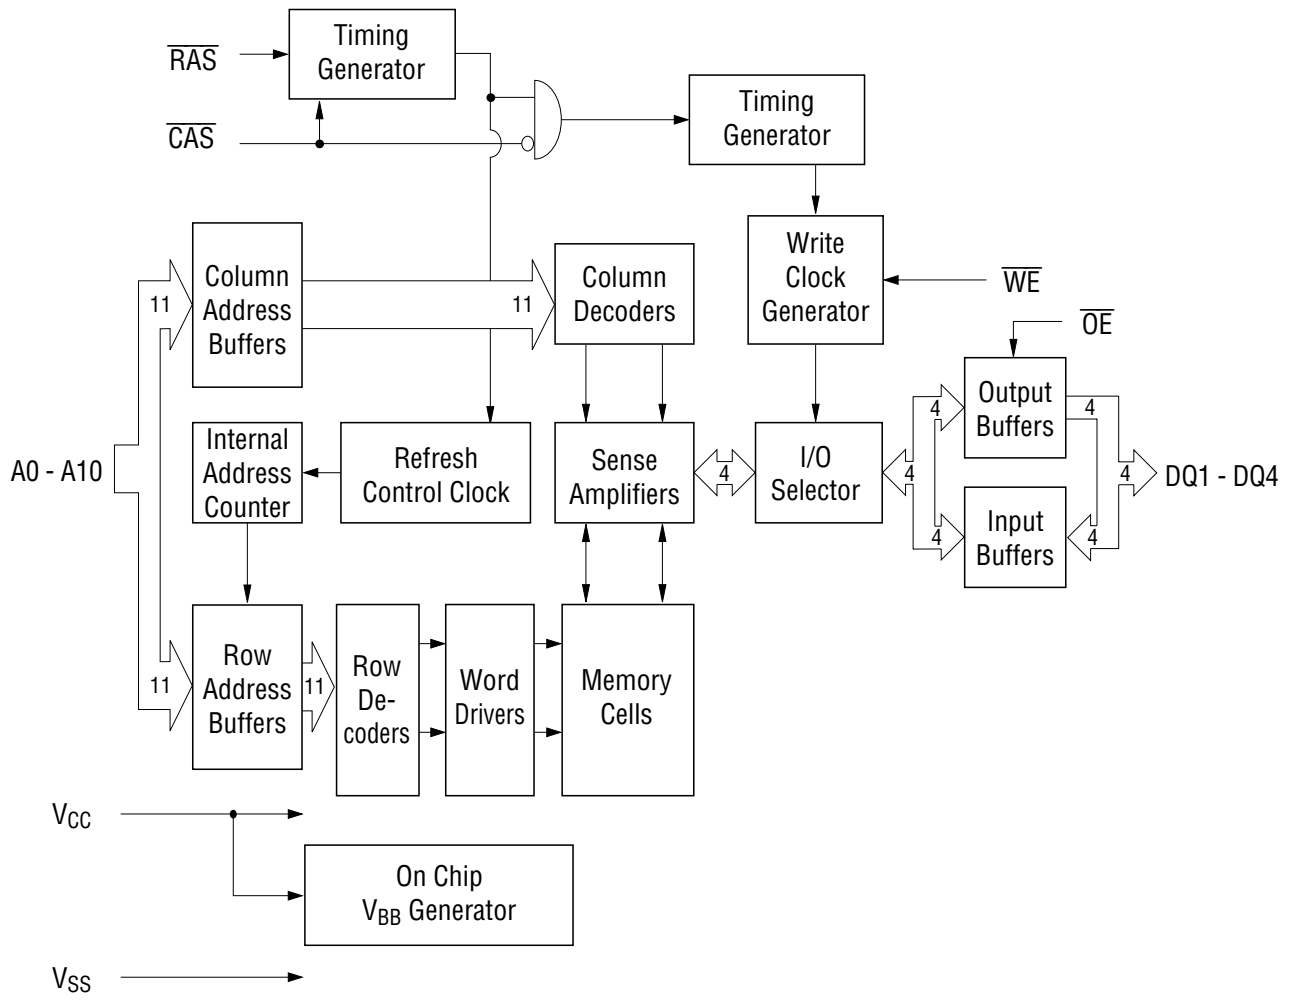 RAS
Timing
Generator
CAS
Timing
Generator
Column
Address
Buffers
11
11
Column
Decoders
Write
Clock
Generator
WE
OE
Output
Buffers
4
4
A0 - A10
Internal
Address
Counter
Refresh
Control Clock
Sense
Amplifiers
4
I/O
Selector
4
4
DQ1 - DQ4
Input
Buffers
4
4
11
Row
Address
Buffers
11
Row
De-
coders
Word
Drivers
Memory
Cells
VCC
On Chip
VBB Generator
VSS